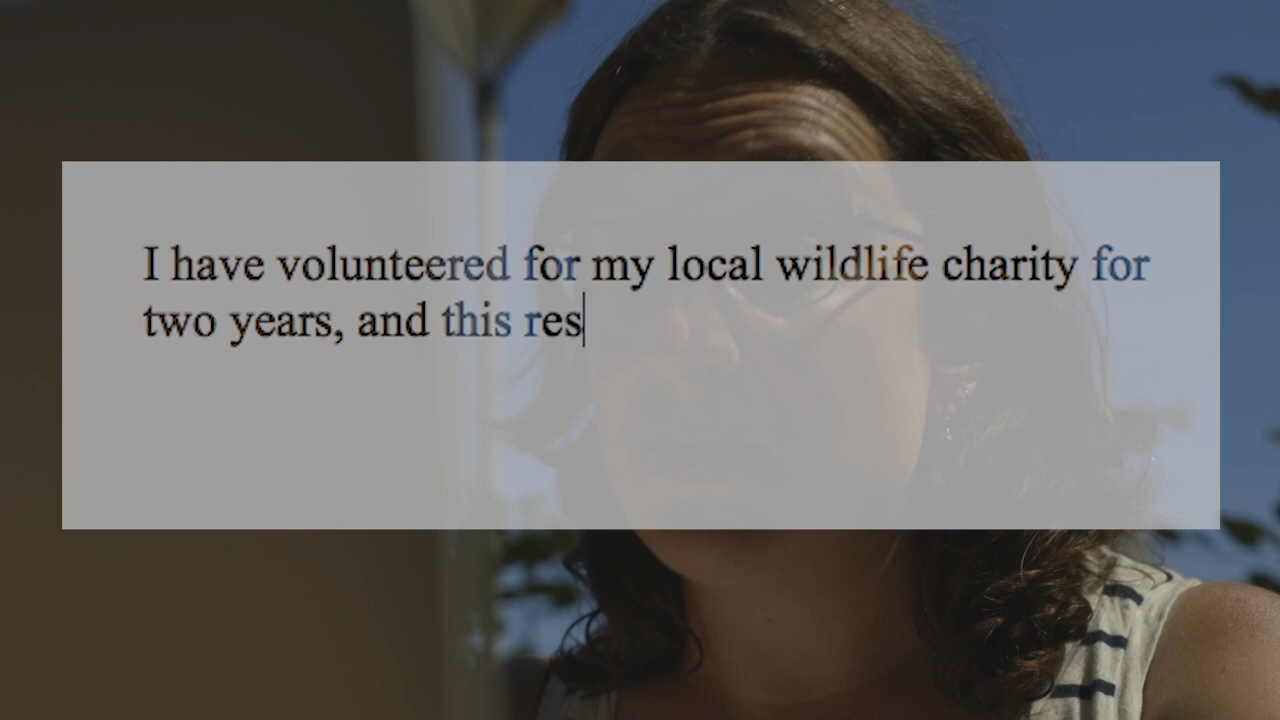 I have volunteered for my local wildlife charity for
two years, and this res